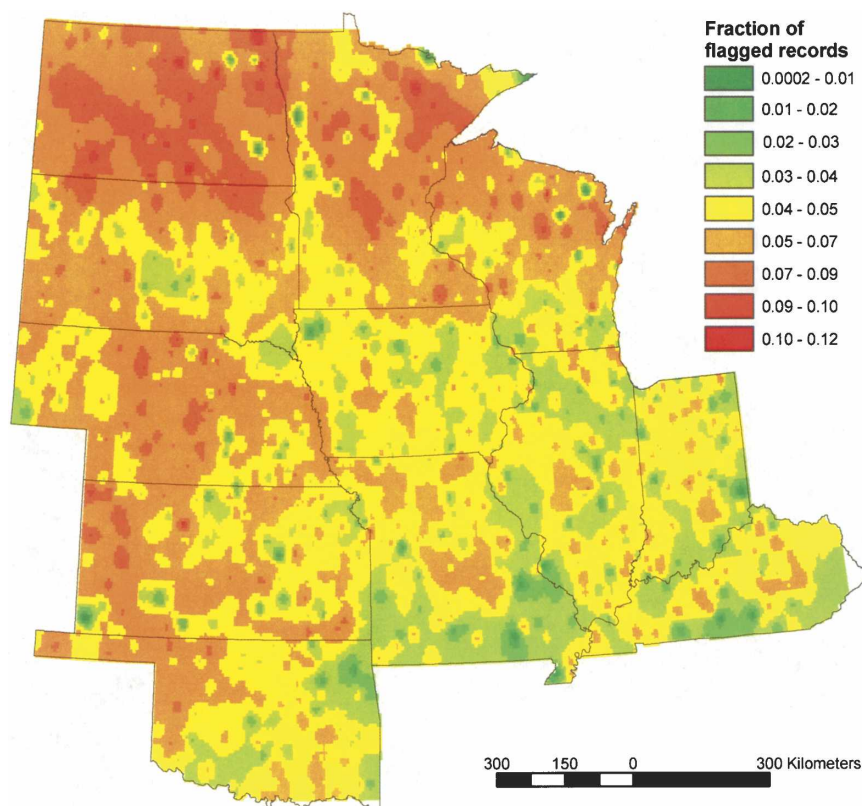 Fraction of
flagged records
0.0002 - 0.01
0.01 - 0.02
0.02 - 0.03
0.03 - 0.04
0.04 - 0.05
0.05 - 0.07
0.07 - 0.09
0.09 - 0.10
0.10 - 0.12
300 150 0 300 Kilometers